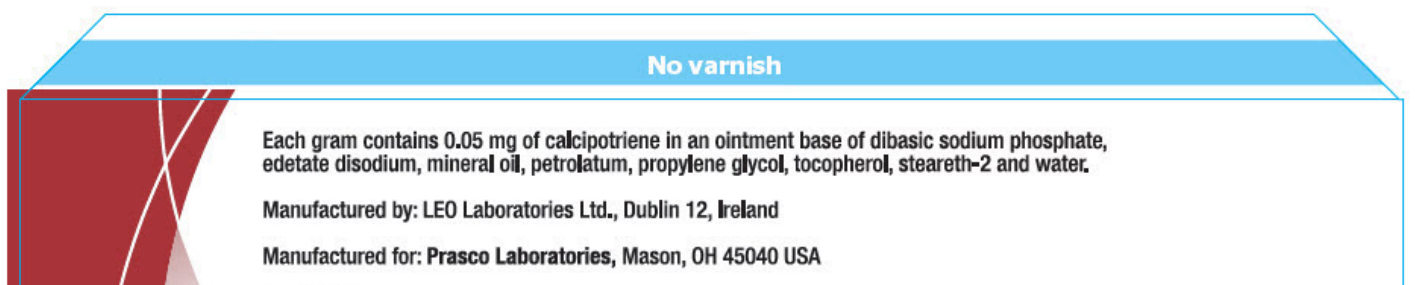 No varnish
Each gram contains 0.05 mg of calcipotriene in an ointment base of dibasic sodium phosphate,
edetate disodium, mineral oil, petrolatum, propylene glycol, tocopherol, steareth-2 and water.
Manufactured by: LEO Laboratories Ltd., Dublin 12, Ireland
Manufactured for: Prasco Laboratories, Mason, OH 45040 USA